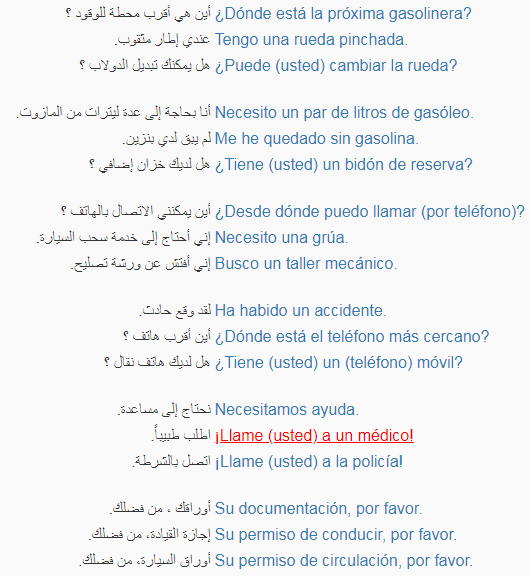 أين هي أقرب محطة للوقود ؟ ¿Dónde está la próxima gasolinera?
عندي إطار مثقوب. Tengo una rueda pinchada.
هل يمكنك تبديل الدولاب ؟ ¿Puede (usted) cambiar la rueda?
أنا بحاجة إلى عدة ليترات من المازوت. Necesito un par de litros de gasóleo.
لم يبق لدي بنزين. Me he quedado sin gasolina.
هل لديك خزان إضافي ؟ ¿Tiene (usted) un bidón de reserva?
أين يمكنني الاتصال بالهاتف ؟ ¿Desde dónde puedo llamar (por teléfono)?
إني أحتاج إلى خدمة سحب السيارة. Necesito una grúa.
إني أفتش عن ورشة تصليح. Busco un taller mecánico.
لقد وقع حادث. Ha habido un accidente.
أين أقرب هاتف ؟ ¿Dónde está el teléfono más cercano?
هل لديك هاتف نقال ؟ ¿Tiene (usted) un (teléfono) móvil?
نحتاج إلى مساعدة. Necesitamos ayuda.
اطلب طبيباً. ¡Llame (usted) a un médico!
اتصل بالشرطة. ¡Llame (usted) a la policía!
أوراقك ، من فضلك. Su documentación, por favor.
إجازة القيادة، من فضلك. Su permiso de conducir, por favor.
أوراق السيارة، من فضلك. Su permiso de circulación, por favor.